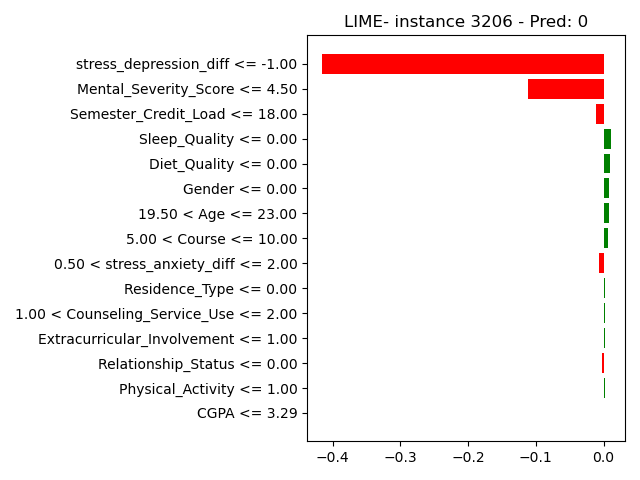 LIME- instance 3206 - Pred: 0
stress_depression_diff <= -1.00
Mental_Severity_Score <= 4.50
Semester_Credit_Load <= 18.00
Sleep_Quality <= 0.00
Diet_Quality <= 0.00
Gender <= 0.00
19.50 < Age <= 23.00
5.00 < Course <= 10.00
0.50 < stress_anxiety_diff <= 2.00
Residence_Type <= 0.00
1.00 < Counseling_Service_Use <= 2.00
Extracurricular_Involvement <= 1.00
Relationship_Status <= 0.00
Physical_Activity <= 1.00
CGPA <= 3.29
−0.4 −0.3 −0.2 −0.1 0.0